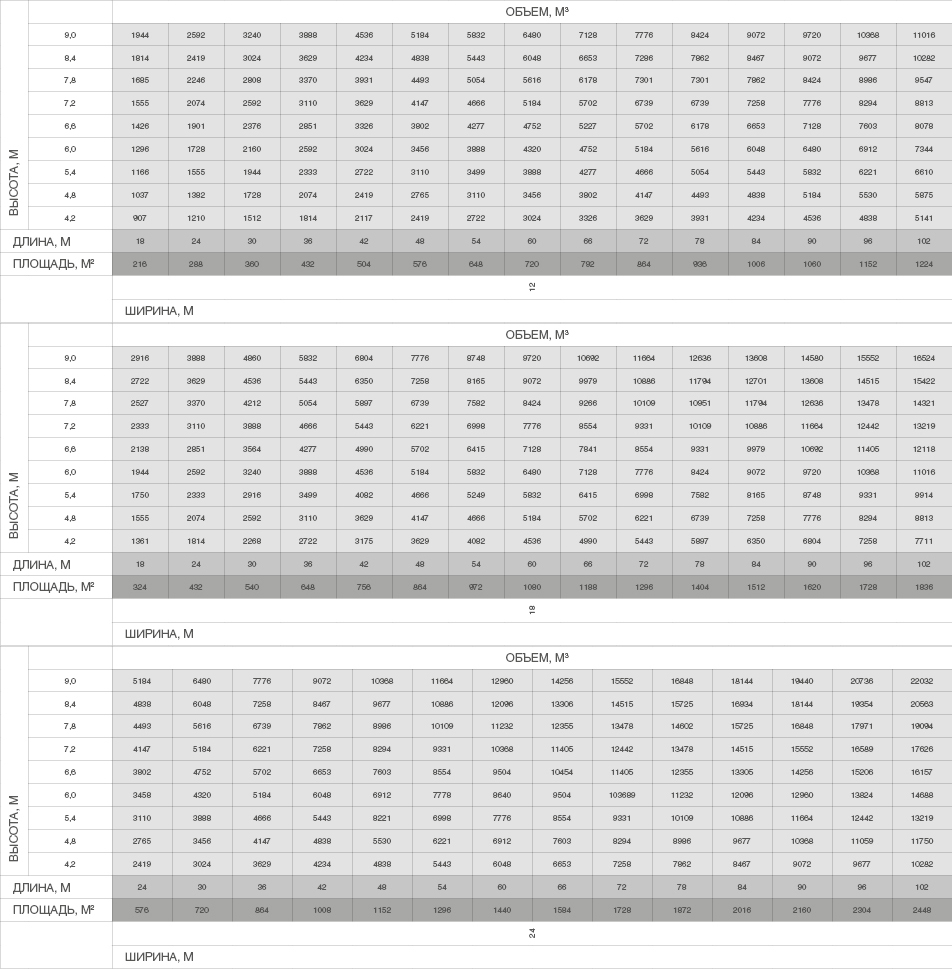 ОБЪЕМ, М³
9,0 1944 2592 3240 3888 4536 5184 5832 6480 7128 7776 8424 9072 9720 10368 11016
8,4 1814 2419 3024 3629 4234 4838 5443 6048 6653 7286 7862 8467 9072 9677 10282
7,8 1685 2246 2808 3370 3931 4493 5054 5616 6178 7301 7301 7862 8424 8986 9547
7,2 1555 2074 2592 3110 3629 4147 4666 5184 5702 6739 6739 7258 7776 8294 8813
6,6 1426 1901 2376 2851 3326 3802 4277 4752 5227 5702 6178 6653 7128 7603 8078
6,0 1296 1728 2160 2592 3024 3456 3888 4320 4752 5184 5616 6048 6480 6912 7344
5,4 1166 1555 1944 2333 2722 3110 3499 3888 4277 4666 5054 5443 5832 6221 6610
4,8 1037 1382 1728 2074 2419 2765 3110 3456 3802 4147 4493 4838 5184 5530 5875
4,2 907 1210 1512 1814 2117 2419 2722 3024 3326 3629 3931 4234 4536 4838 5141
ВЫСОТА, М
ДЛИНА, М 18 24 30 36 42 48 54 60 66 72 78 84 90 96 102
ПЛОЩАДЬ, М² 216 288 360 432 504 576 648 720 792 864 936 1006 1060 1152 1224
12
ШИРИНА, М
ОБЪЕМ, М³
9,0 2916 3888 4860 5832 6804 7776 8748 9720 10692 11664 12636 13608 14580 15552 16524
8,4 2722 3629 4536 5443 6350 7258 8165 9072 9979 10886 11794 12701 13608 14515 15422
7,8 2527 3370 4212 5054 5897 6739 7582 8424 9266 10109 10951 11794 12636 13478 14321
7,2 2333 3110 3888 4666 5443 6221 6998 7776 8554 9331 10109 10886 11664 12442 13219
6,6 2138 2851 3564 4277 4990 5702 6415 7128 7841 8554 9331 9979 10692 11405 12118
6,0 1944 2592 3240 3888 4536 5184 5832 6480 7128 7776 8424 9072 9720 10368 11016
5,4 1750 2333 2916 3499 4082 4666 5249 5832 6415 6998 7582 8165 8748 9331 9914
4,8 1555 2074 2592 3110 3629 4147 4666 5184 5702 6221 6739 7258 7776 8294 8813
4,2 1361 1814 2268 2722 3175 3629 4082 4536 4990 5443 5897 6350 6804 7258 7711
ВЫСОТА, М
ДЛИНА, М 18 24 30 36 42 48 54 60 66 72 78 84 90 96 102
ПЛОЩАДЬ, М² 324 432 540 648 756 864 972 1080 1188 1296 1404 1512 1620 1728 1836
18
ШИРИНА, М
ОБЪЕМ, М³
9,0 5184 6480 7776 9072 10368 11664 12960 14256 15552 16848 18144 19440 20736 22032
8,4 4838 6048 7258 8467 9677 10886 12096 13306 14515 15725 16934 18144 19354 20563
7,8 4493 5616 6739 7862 8986 10109 11232 12355 13478 14602 15725 16848 17971 19094
7,2 4147 5184 6221 7258 8294 9331 10368 11405 12442 13478 14515 15552 16589 17626
6,6 3802 4752 5702 6653 7603 8554 9504 10454 11405 12355 13305 14256 15206 16157
6,0 3458 4320 5184 6048 6912 7778 8640 9504 103689 11232 12096 12960 13824 14688
5,4 3110 3888 4666 5443 8221 6998 7776 8554 9331 10109 10886 11664 12442 13219
4,8 2765 3456 4147 4838 5530 6221 6912 7603 8294 8986 9677 10368 11059 11750
4,2 2419 3024 3629 4234 4838 5443 6048 6653 7258 7862 8467 9072 9677 10282
ВЫСОТА, М
ДЛИНА, М 24 30 36 42 48 54 60 66 72 78 84 90 96 102
ПЛОЩАДЬ, М² 576 720 864 1008 1152 1296 1440 1584 1728 1872 2016 2160 2304 2448
24
ШИРИНА, М